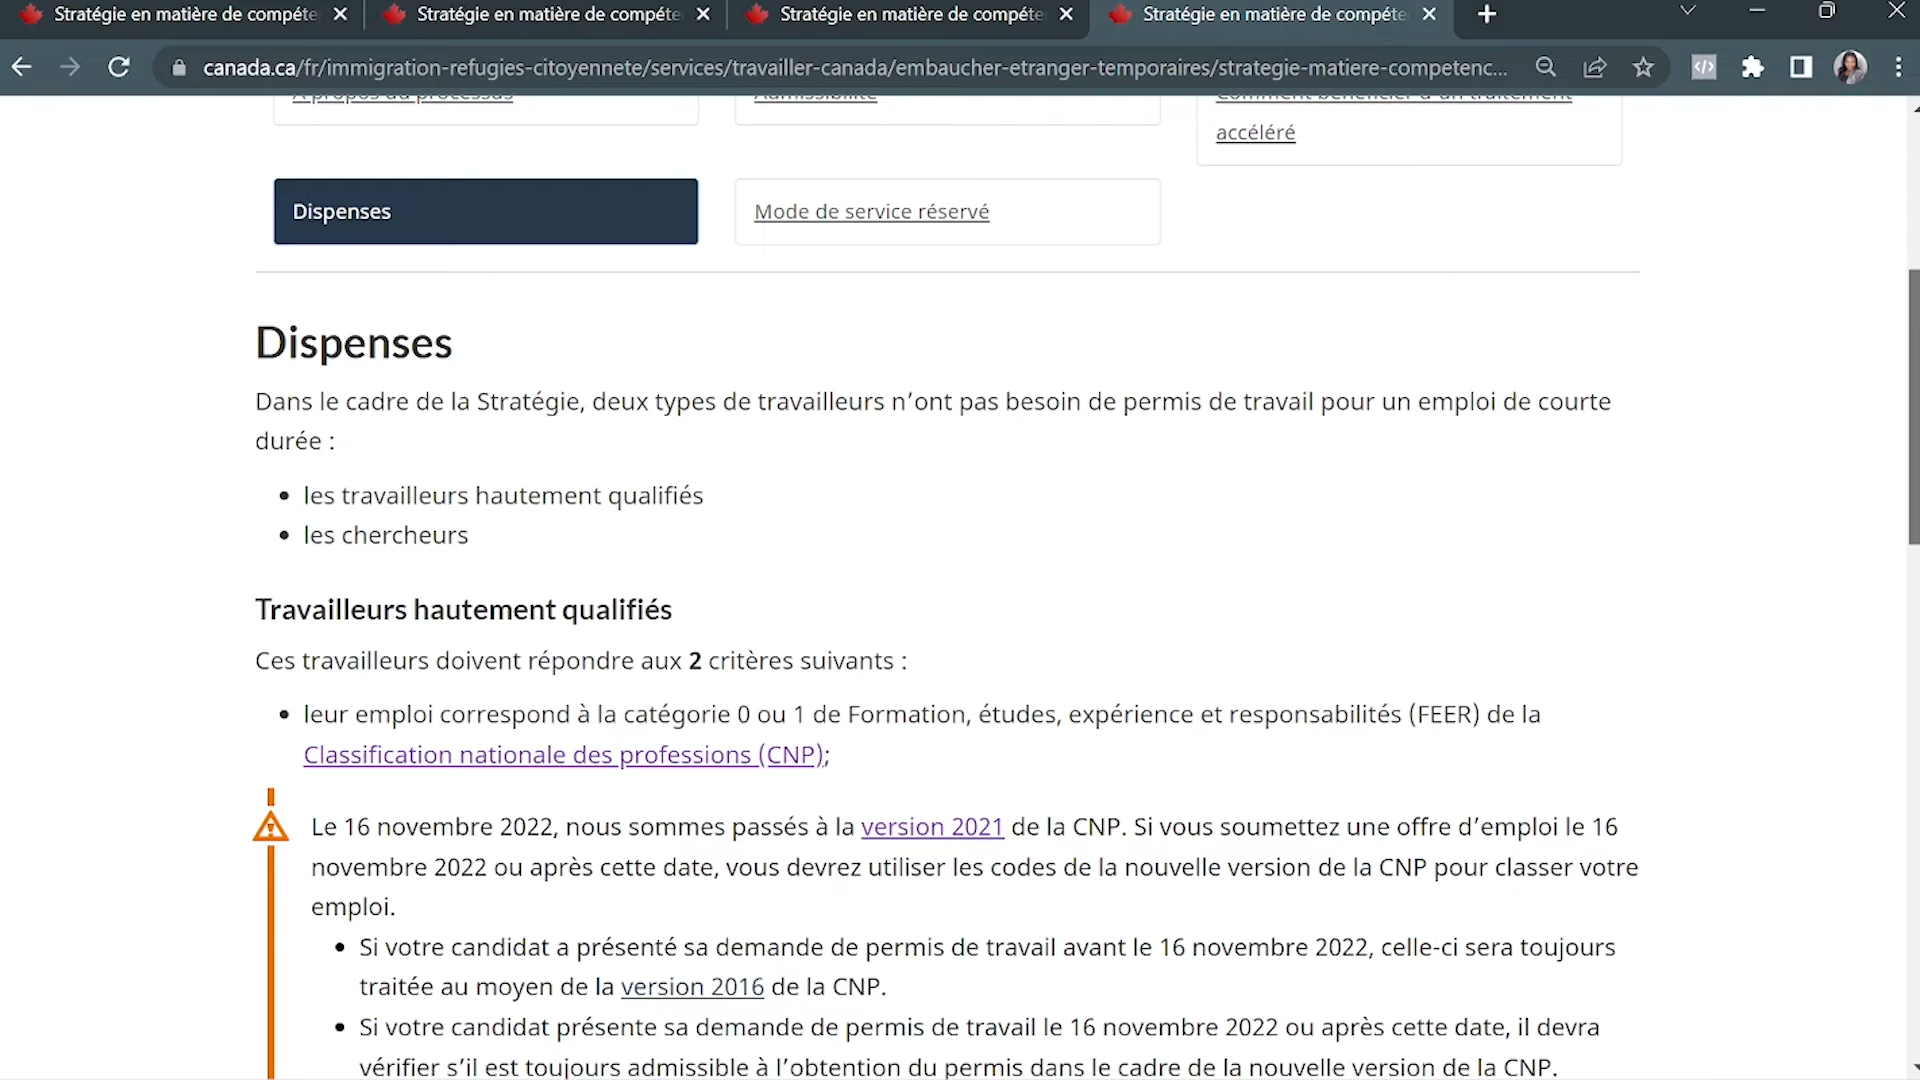 Stratégie en matière de compéte
Stratégie en matière de compéte
Stratégie en matière de compéte
Stratégie en matière de compéte
canada.ca/fr/immigration-refugies-citoyennete/services/travailler-canada/embaucher-etranger-temporaires/strategie-matiere-competenc...
À propos du processus
Admissibilité
Comment bénéficier d'un traitement
accéléré
Dispenses
Mode de service réservé
Dispenses
Dans le cadre de la Stratégie, deux types de travailleurs n’ont pas besoin de permis de travail pour un emploi de courte
durée :
• les travailleurs hautement qualifiés
• les chercheurs
Travailleurs hautement qualifiés
Ces travailleurs doivent répondre aux 2 critères suivants :
• leur emploi correspond à la catégorie 0 ou 1 de Formation, études, expérience et responsabilités (FEER) de la
Classification nationale des professions (CNP);
Le 16 novembre 2022, nous sommes passés à la version 2021 de la CNP. Si vous soumettez une offre d’emploi le 16
novembre 2022 ou après cette date, vous devrez utiliser les codes de la nouvelle version de la CNP pour classer votre
emploi.
• Si votre candidat a présenté sa demande de permis de travail avant le 16 novembre 2022, celle-ci sera toujours
traitée au moyen de la version 2016 de la CNP.
• Si votre candidat présente sa demande de permis de travail le 16 novembre 2022 ou après cette date, il devra
vérifier s’il est toujours admissible à l’obtention du permis dans le cadre de la nouvelle version de la CNP.